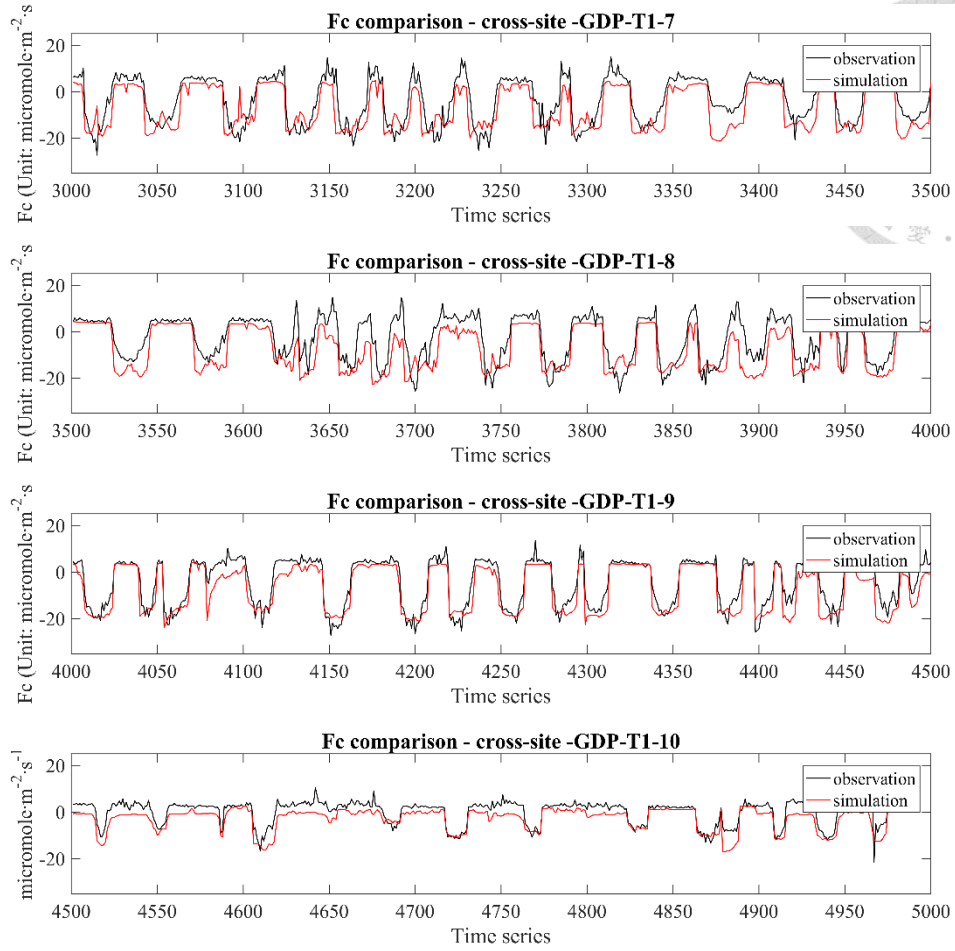 Fc comparison - cross-site -GDP-T1-7
Fc (Unit: micromole·m-2·s
20
0
-20
observation
simulation
3000 3050 3100 3150 3200 3250 3300 3350 3400 3450 3500
Time series
Fc comparison - cross-site -GDP-T1-8
Fc (Unit: micromole·m-2·s
20
0
-20
observation
simulation
3500 3550 3600 3650 3700 3750 3800 3850 3900 3950 4000
Time series
Fc comparison - cross-site -GDP-T1-9
Fc (Unit: micromole·m-2·s
20
0
-20
observation
simulation
4000 4050 4100 4150 4200 4250 4300 4350 4400 4450 4500
Time series
Fc comparison - cross-site -GDP-T1-10
micromole·m-2·s-1
20
0
-20
observation
simulation
4500 4550 4600 4650 4700 4750 4800 4850 4900 4950 5000
Time series